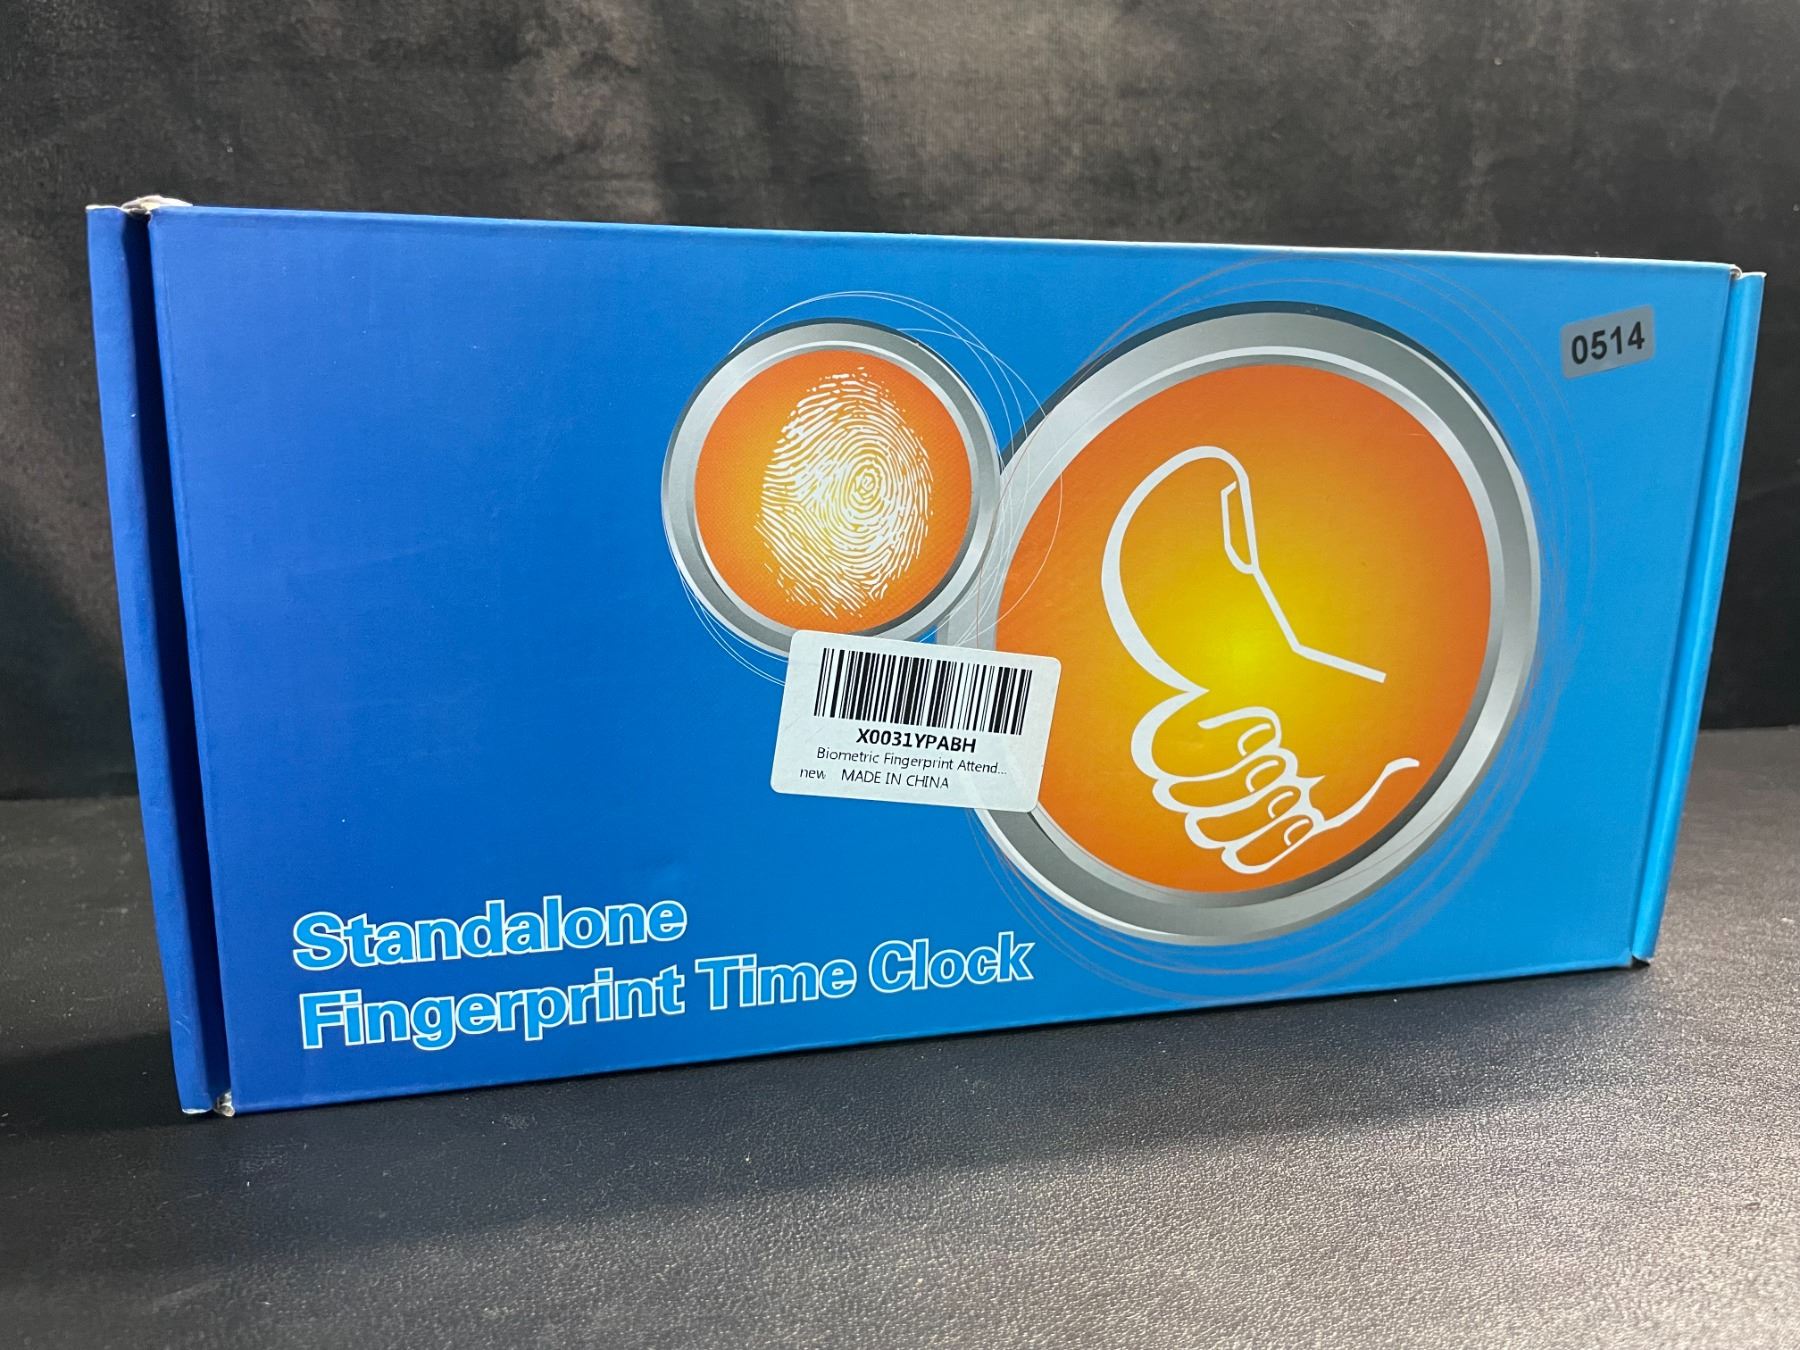 0514
X0031YPABH
Biometric Fingerprint Attend...
new MADE IN CHINA
Standalone
Fingerprint Time Clock